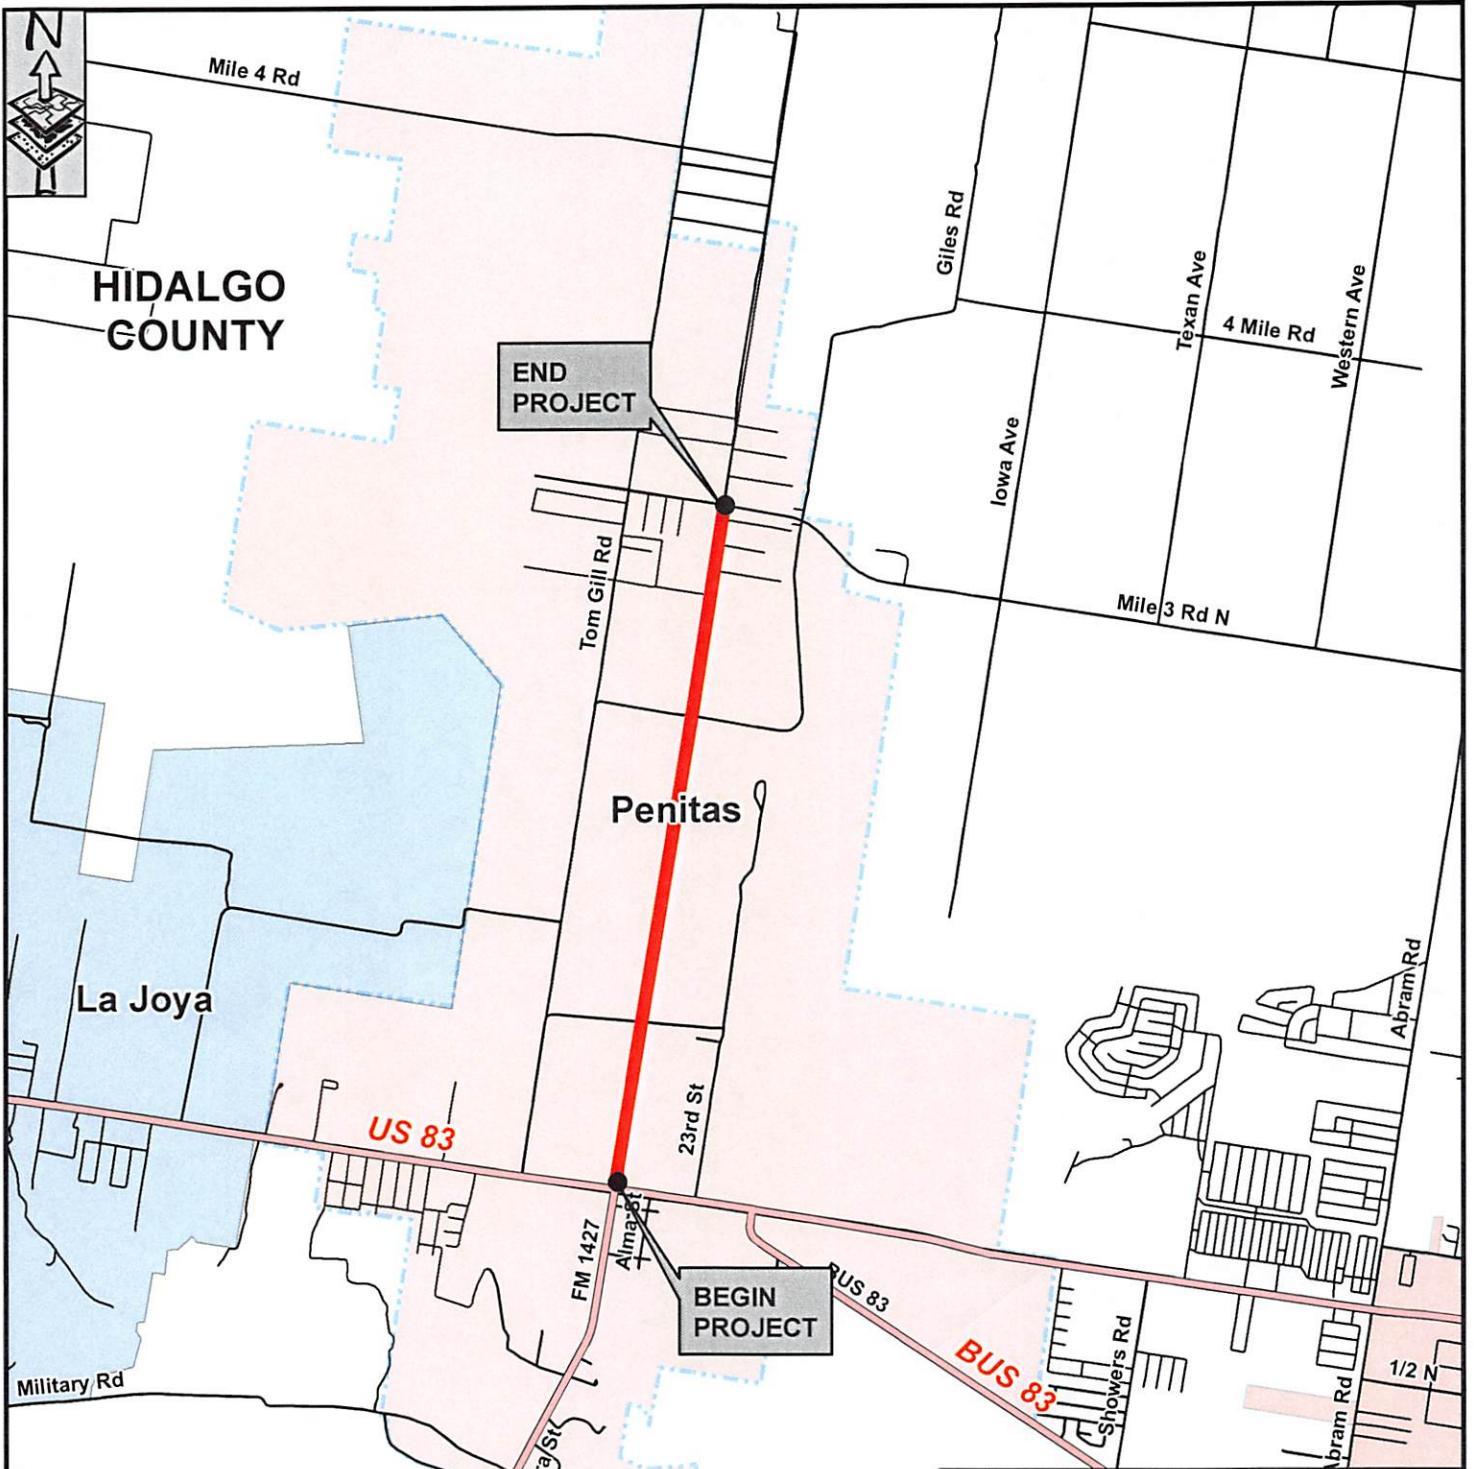 N
Mile 4 Rd
HIDALGO
COUNTY
Giles Rd
Texan Ave
4 Mile Rd
Western Ave
END
PROJECT
Iowa Ave
Tom Gill Rd
Mile 3 Rd N
Penitas
La Joya
Abram Rd
US 83
23rd St
FM 1427
Alma St
BEGIN
PROJECT
BUS 83
BUS 83
Showers Rd
1/2 N
Military Rd
Abram Rd